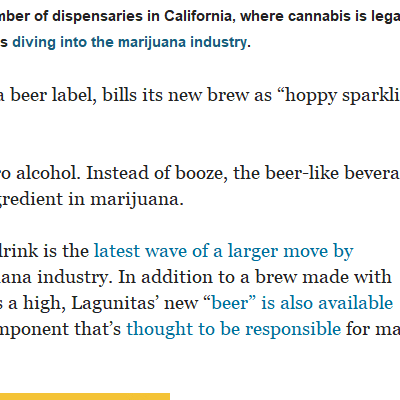 mber of dispensaries in California, where cannabis is lega
s diving into the marijuana industry.
a beer label, bills its new brew as “hoppy sparkli
ro alcohol. Instead of booze, the beer-like bevera
gredient in marijuana.
drink is the latest wave of a larger move by
uana industry. In addition to a brew made with
s a high, Lagunitas’ new “beer” is also available
mponent that’s thought to be responsible for ma